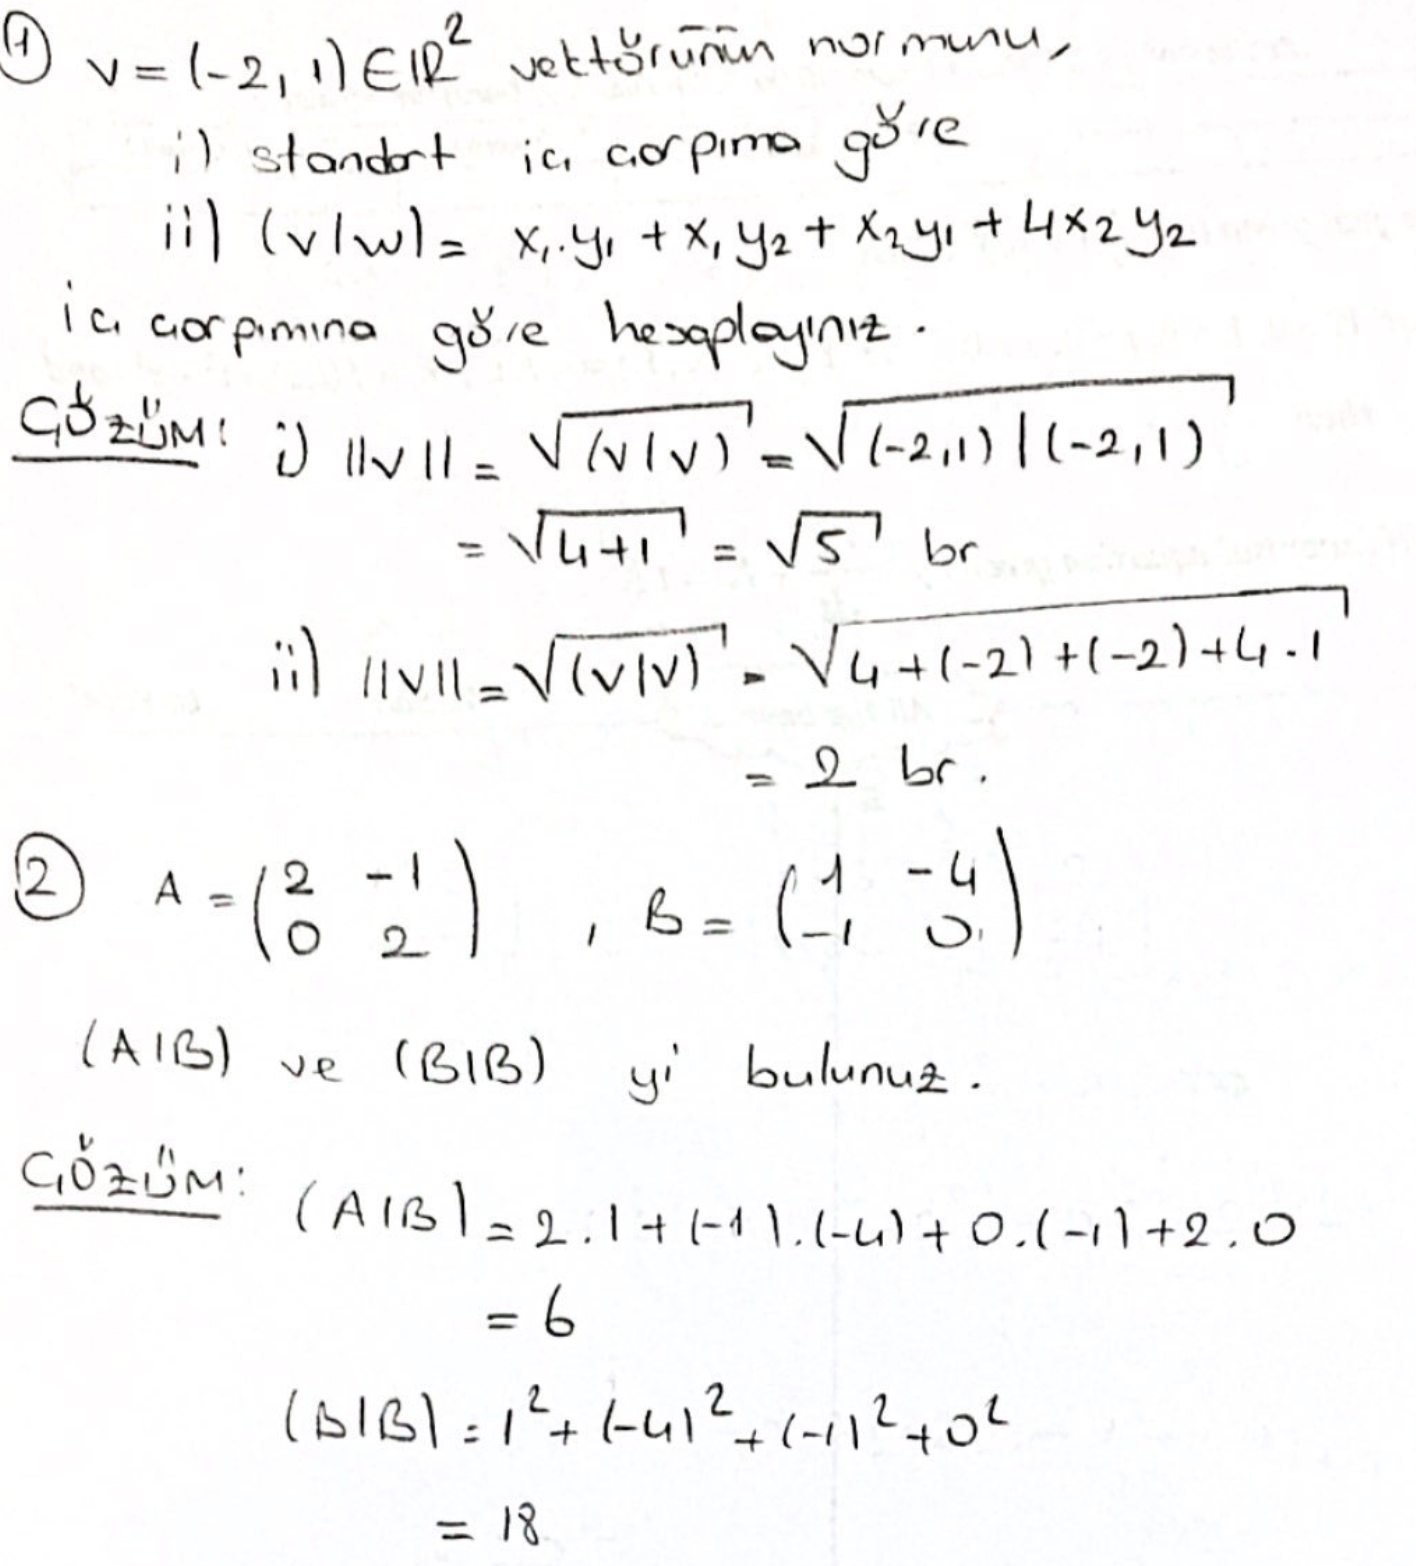 ① v = (-2, 1) ∈ ℝ² vektörünün normunu,
i) standart iç çarpıma göre
ii) (v|w) = x₁.y₁ + x₁y₂ + x₂y₁ + 4x₂y₂
iç çarpımına göre hesaplayınız.
ÇÖZÜM: i) ||v|| = √(v|v) = √(-2,1)|(-2,1)
= √4+1 = √5 br
ii) ||v|| = √(v|v) = √4+(-2)+(-2)+4.1
= 2 br.
② A = (2 -1
0 2) , B = (1 -4
-1 0)
(A|B) ve (B|B) yi bulunuz.
ÇÖZÜM: (A|B) = 2.1 + (-1).(-4) + 0.(-1) + 2.0
= 6
(B|B) = 1² + (-4)² + (-1)² + 0²
= 18